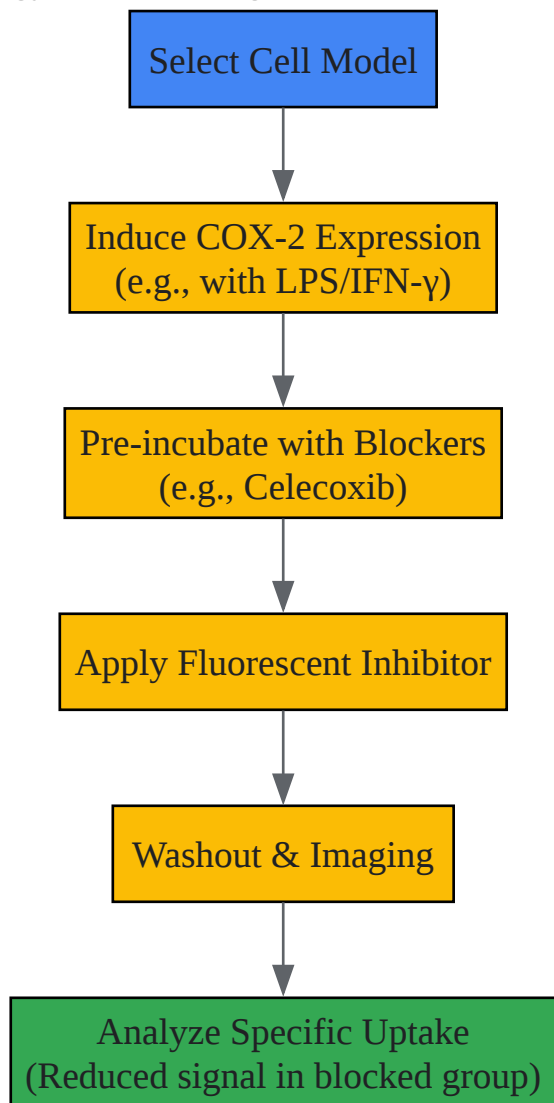 Select Cell Model
Induce COX-2 Expression
(e.g., with LPS/IFN-γ)
Pre-incubate with Blockers
(e.g., Celecoxib)
Apply Fluorescent Inhibitor
Washout & Imaging
Analyze Specific Uptake
(Reduced signal in blocked group)